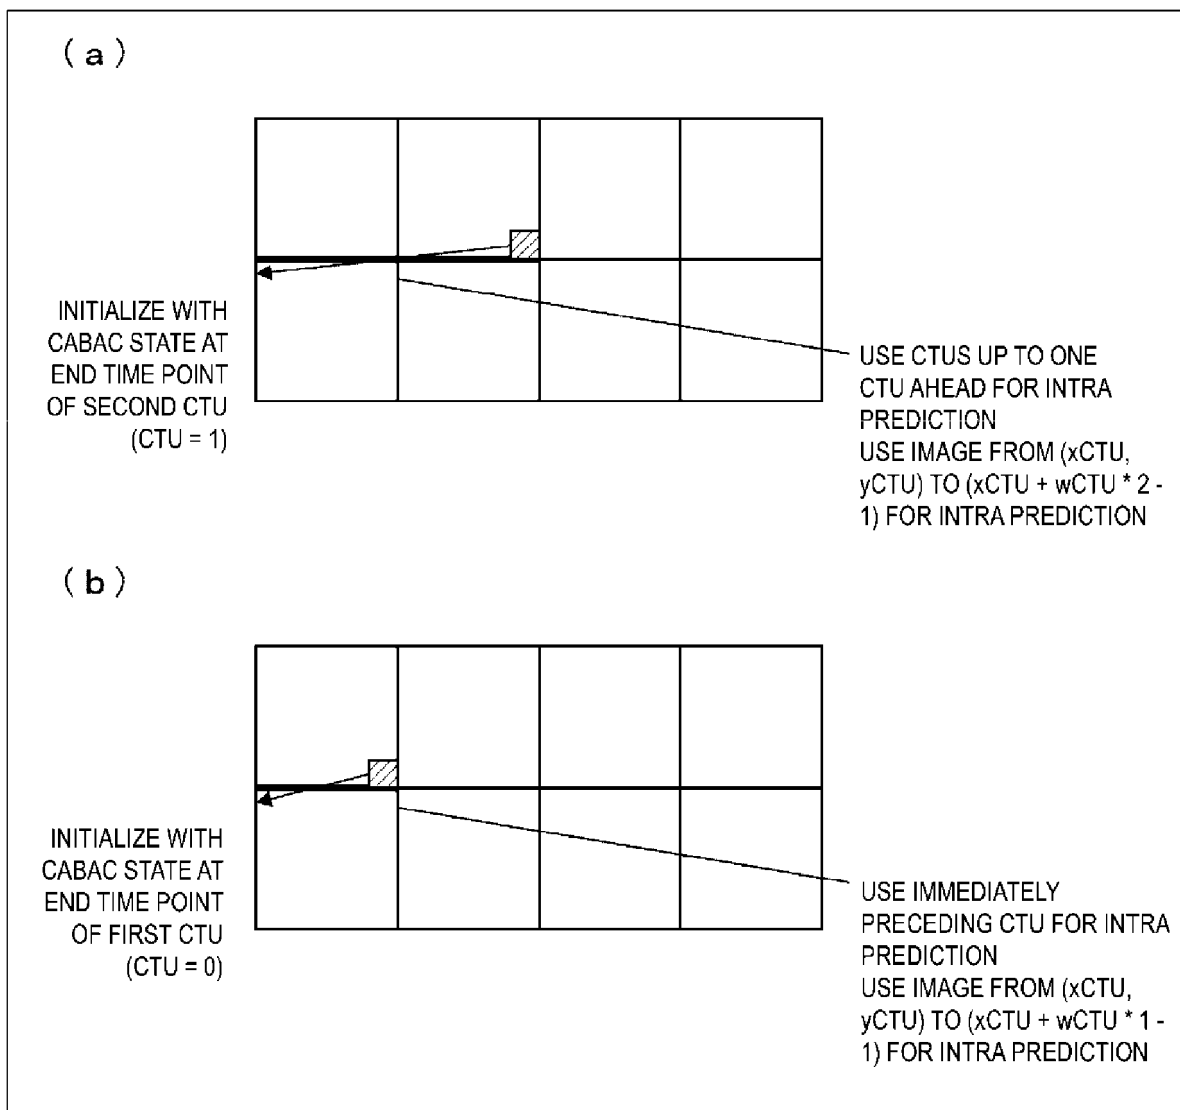 (a)
INITIALIZE WITH
CABAC STATE AT
END TIME POINT
OF SECOND CTU
(CTU = 1)
USE CTUS UP TO ONE
CTU AHEAD FOR INTRA
PREDICTION
USE IMAGE FROM (xCTU,
yCTU) TO (xCTU + wCTU * 2 -
1) FOR INTRA PREDICTION
(b)
INITIALIZE WITH
CABAC STATE AT
END TIME POINT
OF FIRST CTU
(CTU = 0)
USE IMMEDIATELY
PRECEDING CTU FOR INTRA
PREDICTION
USE IMAGE FROM (xCTU,
yCTU) TO (xCTU + wCTU * 1 -
1) FOR INTRA PREDICTION